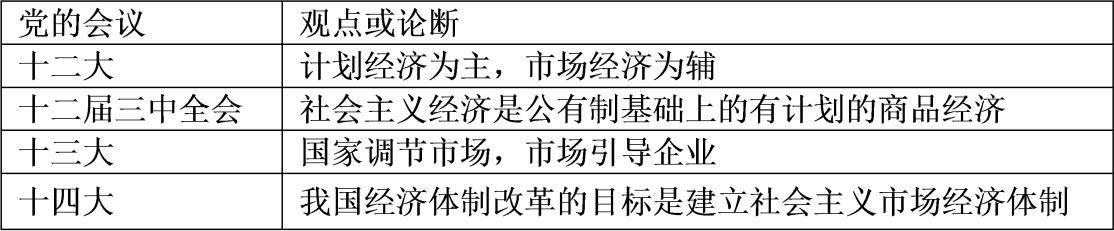 党的会议 观点或论断
十二大 计划经济为主，市场经济为辅
十二届三中全会 社会主义经济是公有制基础上的有计划的商品经济
十三大 国家调节市场，市场引导企业
十四大 我国经济体制改革的目标是建立社会主义市场经济体制